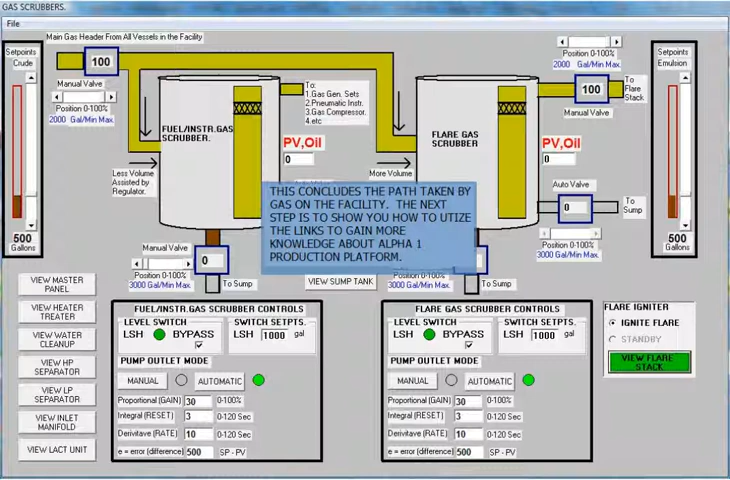 GAS SCRUBBERS.
File
Main Gas Header From All Vessels in the Facility
Setpoints
Crude
500
Gallons
100
Manual Valve
Position 0-100%
2000 Gal/Min Max.
Less Volume
Assisted by
Regulator.
FUEL/INSTR.GAS
SCRUBBER.
To:
1.Gas Gen. Sets
2.Pneumatic Instr.
3.Gas Compressor.
4.etc
PV,Oil
0
More Volume
FLARE GAS
SCRUBBER
Position 0-100%
2000 Gal/Min Max.
100
To
Flare
Stack
Manual Valve
PV,Oil
0
Auto Valve
0
To
Sump
Position 0-100%
3000 Gal/Min Max.
Setpoints
Emulsion
500
Gallons
THIS CONCLUDES THE PATH TAKEN BY
GAS ON THE FACILITY. THE NEXT
STEP IS TO SHOW YOU HOW TO UTIZE
THE LINKS TO GAIN MORE
KNOWLEDGE ABOUT ALPHA 1
PRODUCTION PLATFORM.
Manual Valve
0
Position 0-100%
3000 Gal/Min Max.
To Sump
VIEW SUMP TANK
Position 0-100%
3000 Gal/Min Max.
To Sump
VIEW MASTER
PANEL
VIEW HEATER
TREATER
VIEW WATER
CLEANUP
VIEW HP
SEPARATOR
VIEW LP
SEPARATOR
VIEW INLET
MANIFOLD
VIEW LACT UNIT
FUEL/INSTR.GAS SCRUBBER CONTROLS
LEVEL SWITCH
LSH BYPASS
SWITCH SETPTS.
LSH 1000 gal
PUMP OUTLET MODE
MANUAL AUTOMATIC
Proportional (GAIN) 30 0-100%
Integral (RESET) 3 0-120 Sec
Derivitave (RATE) 10 0-120 Sec
e = error (difference) 500 SP - PV
FLARE GAS SCRUBBER CONTROLS
LEVEL SWITCH
LSH BYPASS
SWITCH SETPTS.
LSH 1000 gal
PUMP OUTLET MODE
MANUAL AUTOMATIC
Proportional (GAIN) 30 0-100%
Integral (RESET) 3 0-120 Sec
Derivitave (RATE) 10 0-120 Sec
e = error (difference) 500 SP - PV
FLARE IGNITER
IGNITE FLARE
STANDBY
VIEW FLARE
STACK